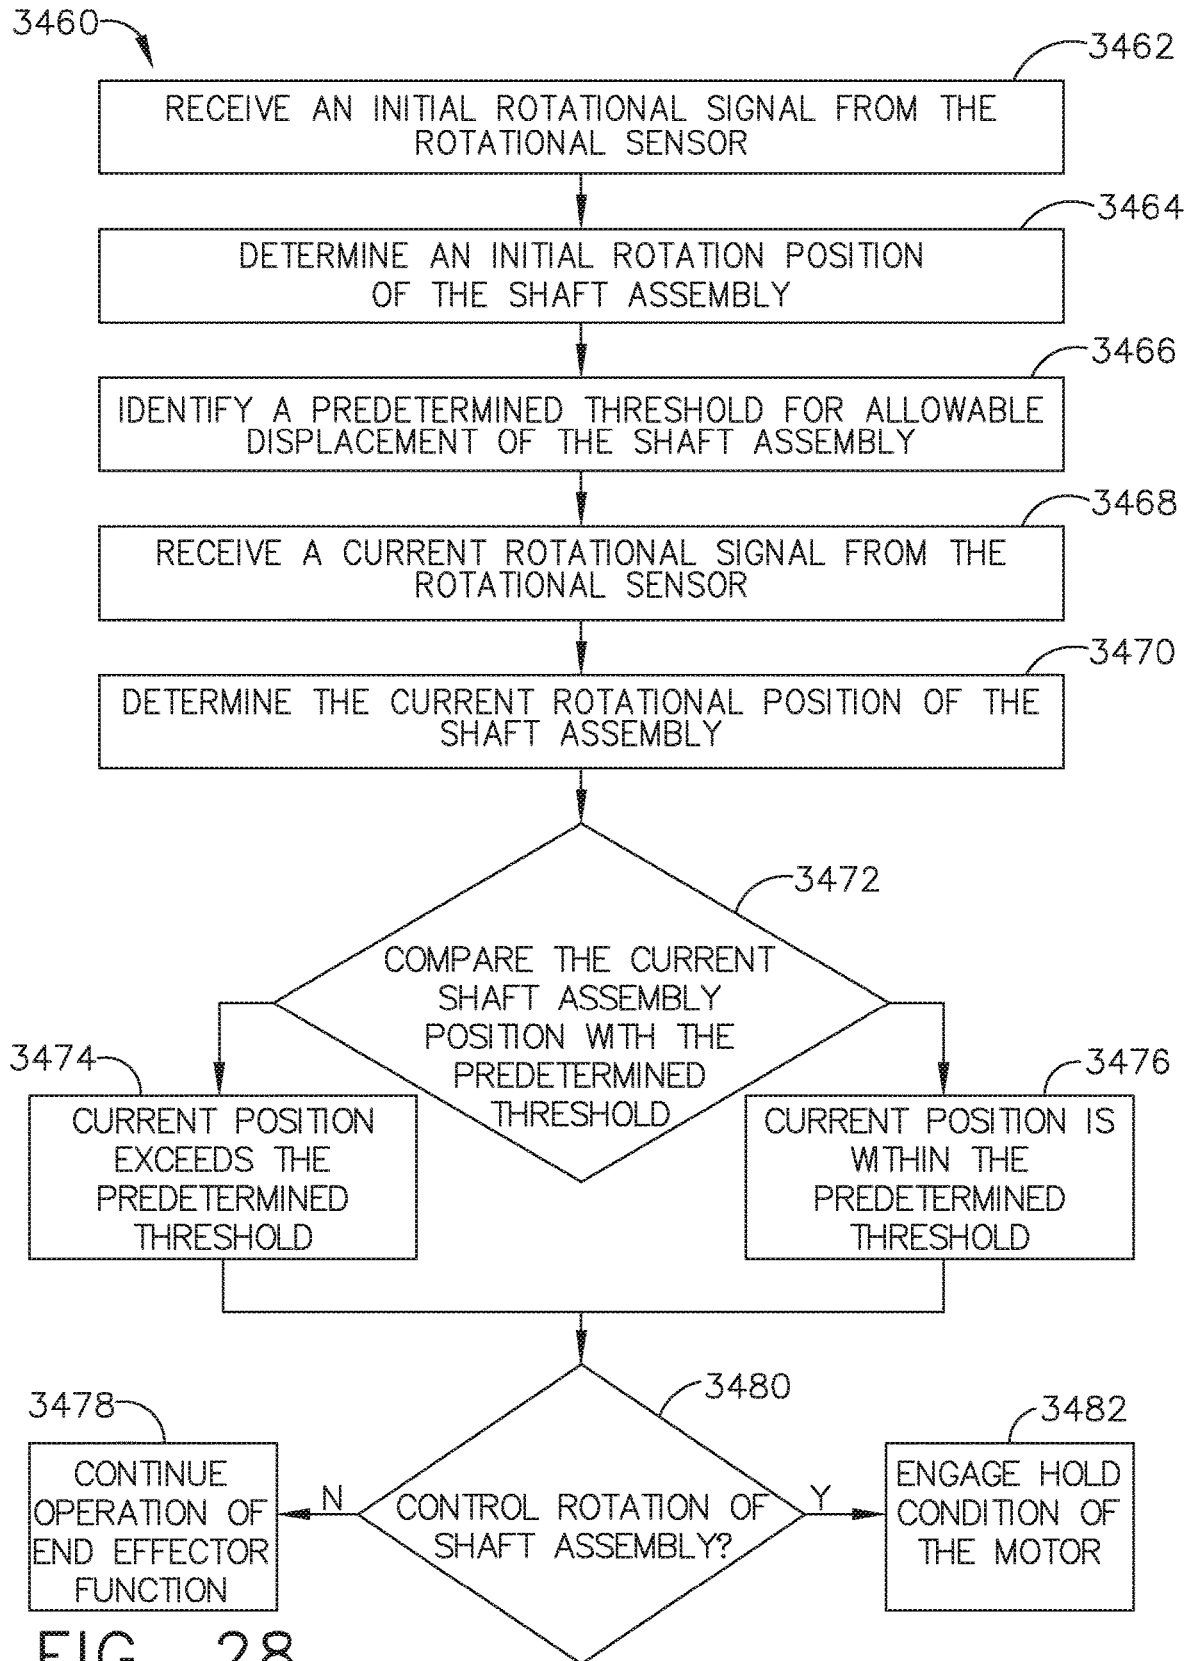 3460
3462
RECEIVE AN INITIAL ROTATIONAL SIGNAL FROM THE
ROTATIONAL SENSOR
3464
DETERMINE AN INITIAL ROTATION POSITION
OF THE SHAFT ASSEMBLY
3466
IDENTIFY A PREDETERMINED THRESHOLD FOR ALLOWABLE
DISPLACEMENT OF THE SHAFT ASSEMBLY
3468
RECEIVE A CURRENT ROTATIONAL SIGNAL FROM THE
ROTATIONAL SENSOR
3470
DETERMINE THE CURRENT ROTATIONAL POSITION OF THE
SHAFT ASSEMBLY
3472
COMPARE THE CURRENT
SHAFT ASSEMBLY
POSITION WITH THE
PREDETERMINED
THRESHOLD
3474
CURRENT POSITION
EXCEEDS THE
PREDETERMINED
THRESHOLD
3476
CURRENT POSITION IS
WITHIN THE
PREDETERMINED
THRESHOLD
3478
CONTINUE
OPERATION OF
END EFFECTOR
FUNCTION
N
3480
CONTROL ROTATION OF
SHAFT ASSEMBLY?
Y
3482
ENGAGE HOLD
CONDITION OF
THE MOTOR
FIG. 28